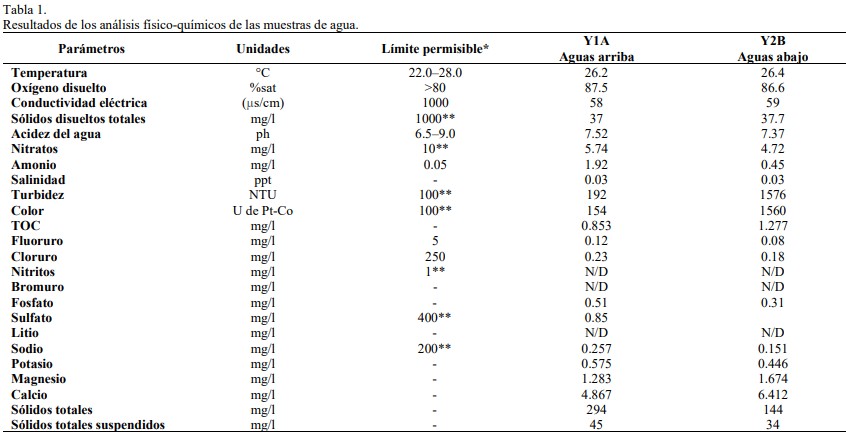 Tabla 1.
Resultados de los análisis físico-químicos de las muestras de agua.
Parámetros Unidades Límite permisible* Y1A Aguas arriba Y2B Aguas abajo
Temperatura °C 22.0–28.0 26.2 26.4
Oxígeno disuelto %sat >80 87.5 86.6
Conductividad eléctrica (μs/cm) 1000 58 59
Sólidos disueltos totales mg/l 1000** 37 37.7
Acidez del agua ph 6.5–9.0 7.52 7.37
Nitratos mg/l 10** 5.74 4.72
Amonio mg/l 0.05 1.92 0.45
Salinidad ppt - 0.03 0.03
Turbidez NTU 100** 192 1576
Color U de Pt-Co 100** 154 1560
TOC mg/l - 0.853 1.277
Fluoruro mg/l 5 0.12 0.08
Cloruro mg/l 250 0.23 0.18
Nitritos mg/l 1** N/D N/D
Bromuro mg/l - N/D N/D
Fosfato mg/l - 0.51 0.31
Sulfato mg/l 400** 0.85
Litio mg/l - N/D N/D
Sodio mg/l 200** 0.257 0.151
Potasio mg/l - 0.575 0.446
Magnesio mg/l - 1.283 1.674
Calcio mg/l - 4.867 6.412
Sólidos totales mg/l - 294 144
Sólidos totales suspendidos mg/l - 45 34